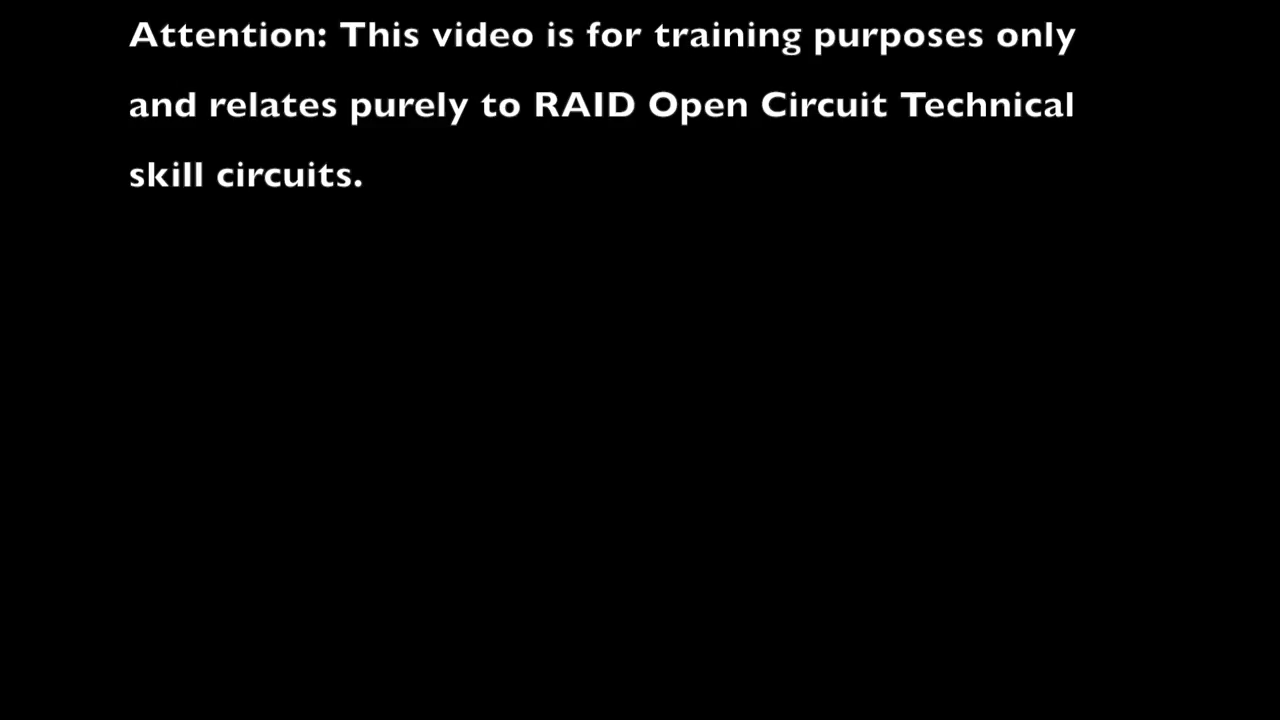 Attention: This video is for training purposes only
and relates purely to RAID Open Circuit Technical
skill circuits.